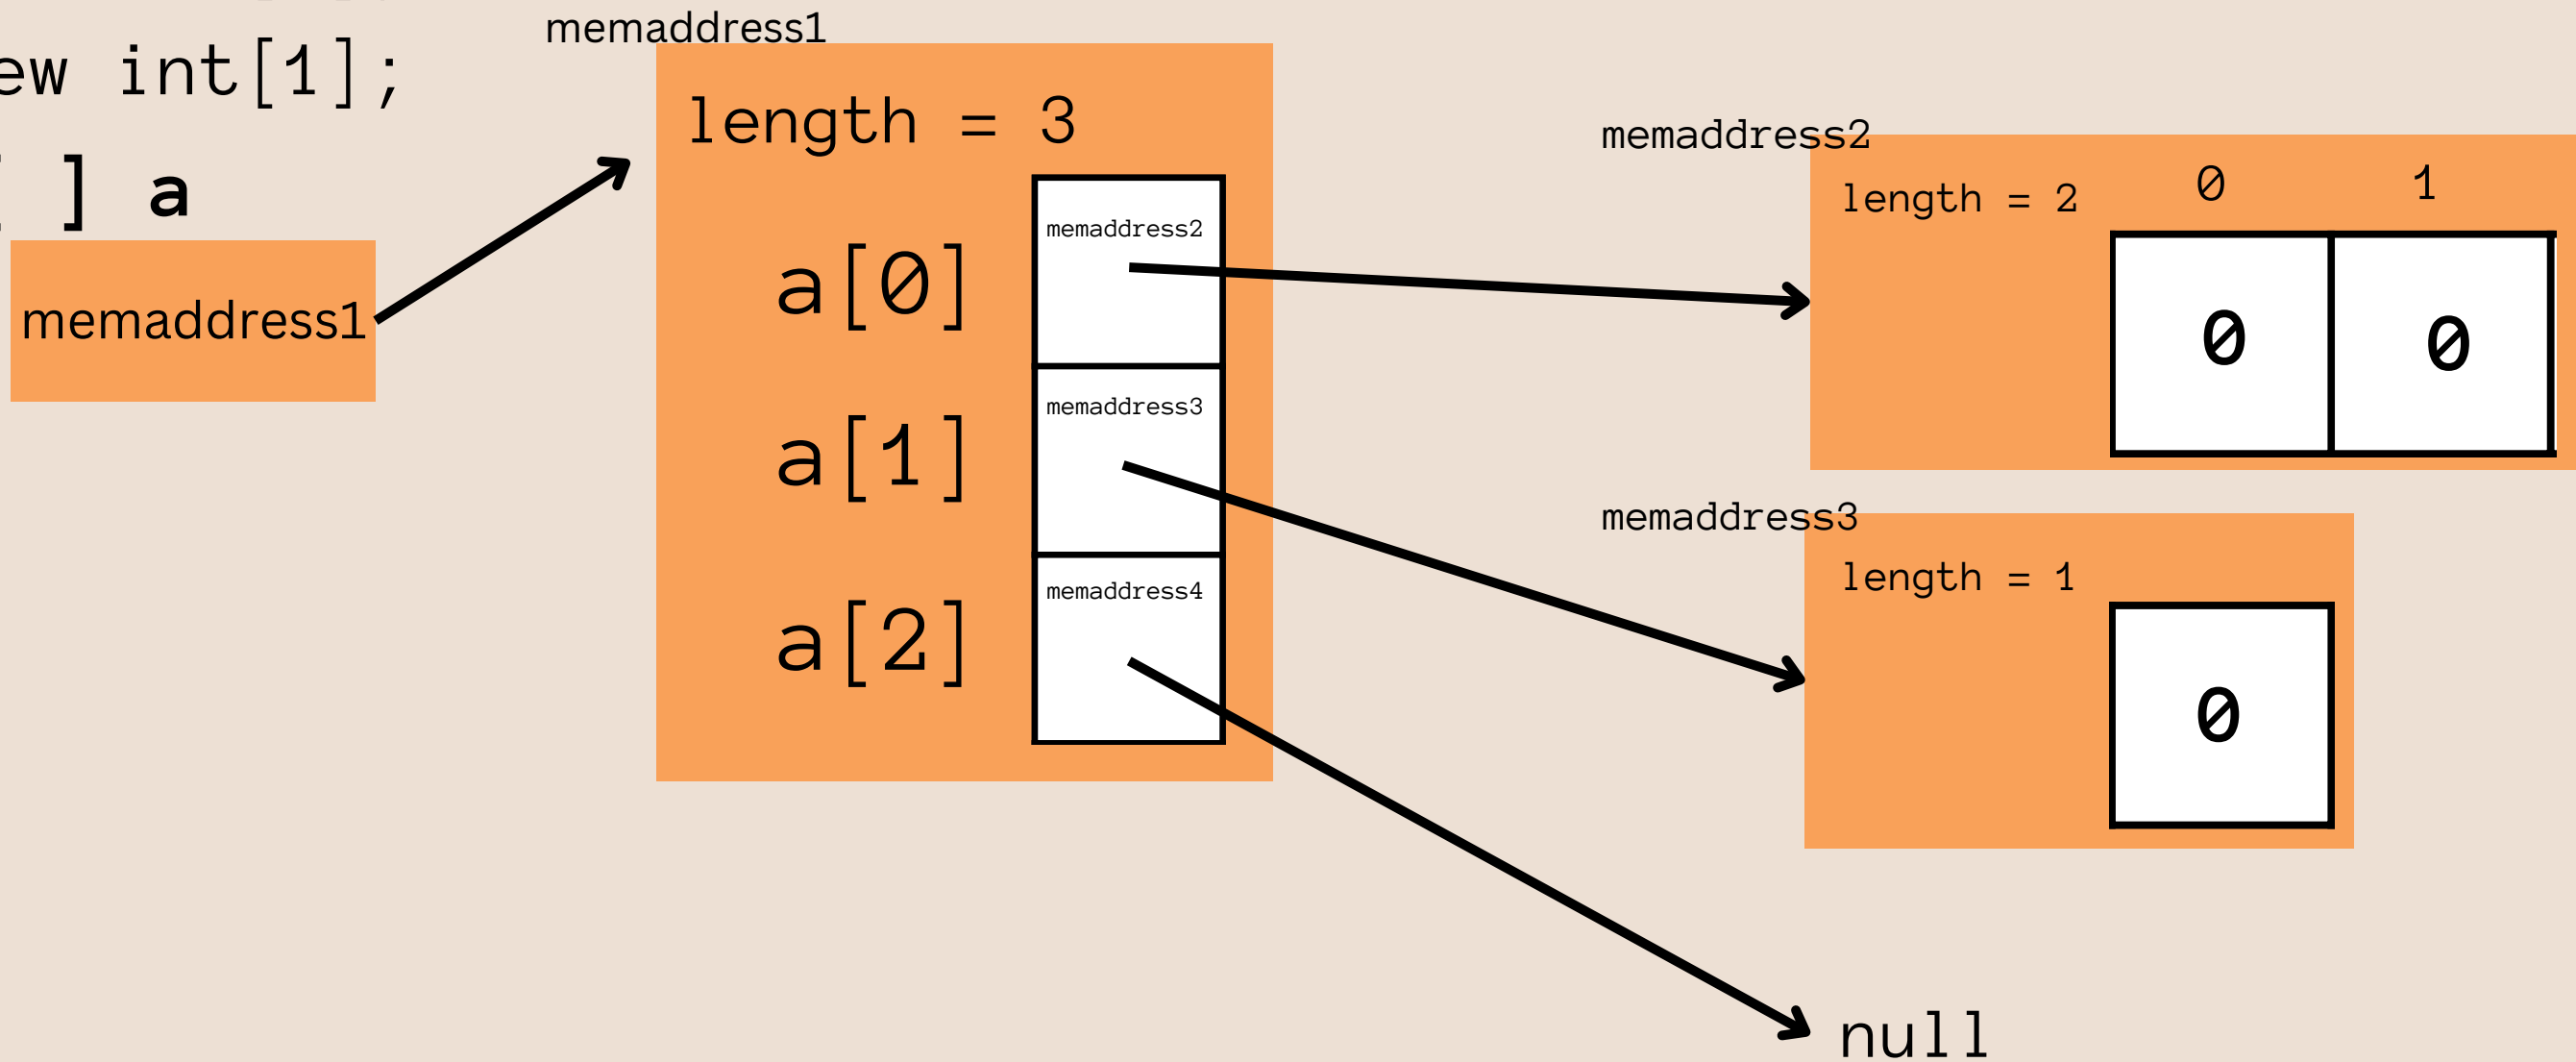 ew int[1];
] a
memaddress1
memaddress1
length = 3
a[0]
memaddress2
a[1]
memaddress3
a[2]
memaddress4
memaddress2
length = 2
0 1
0 0
memaddress3
length = 1
0
null